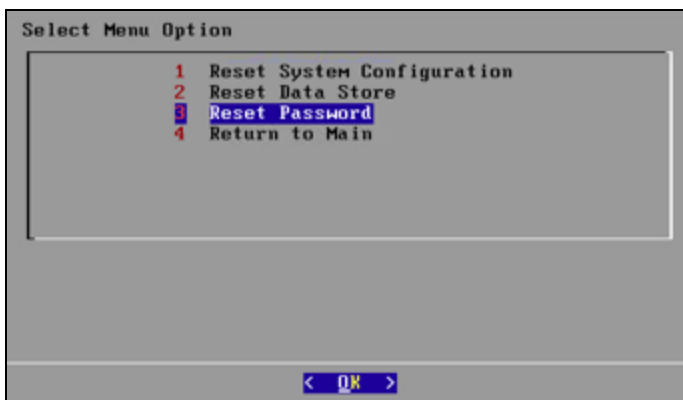 Select Menu Option
1 Reset System Configuration
2 Reset Data Store
3 Reset Password
4 Return to Main
< OK >